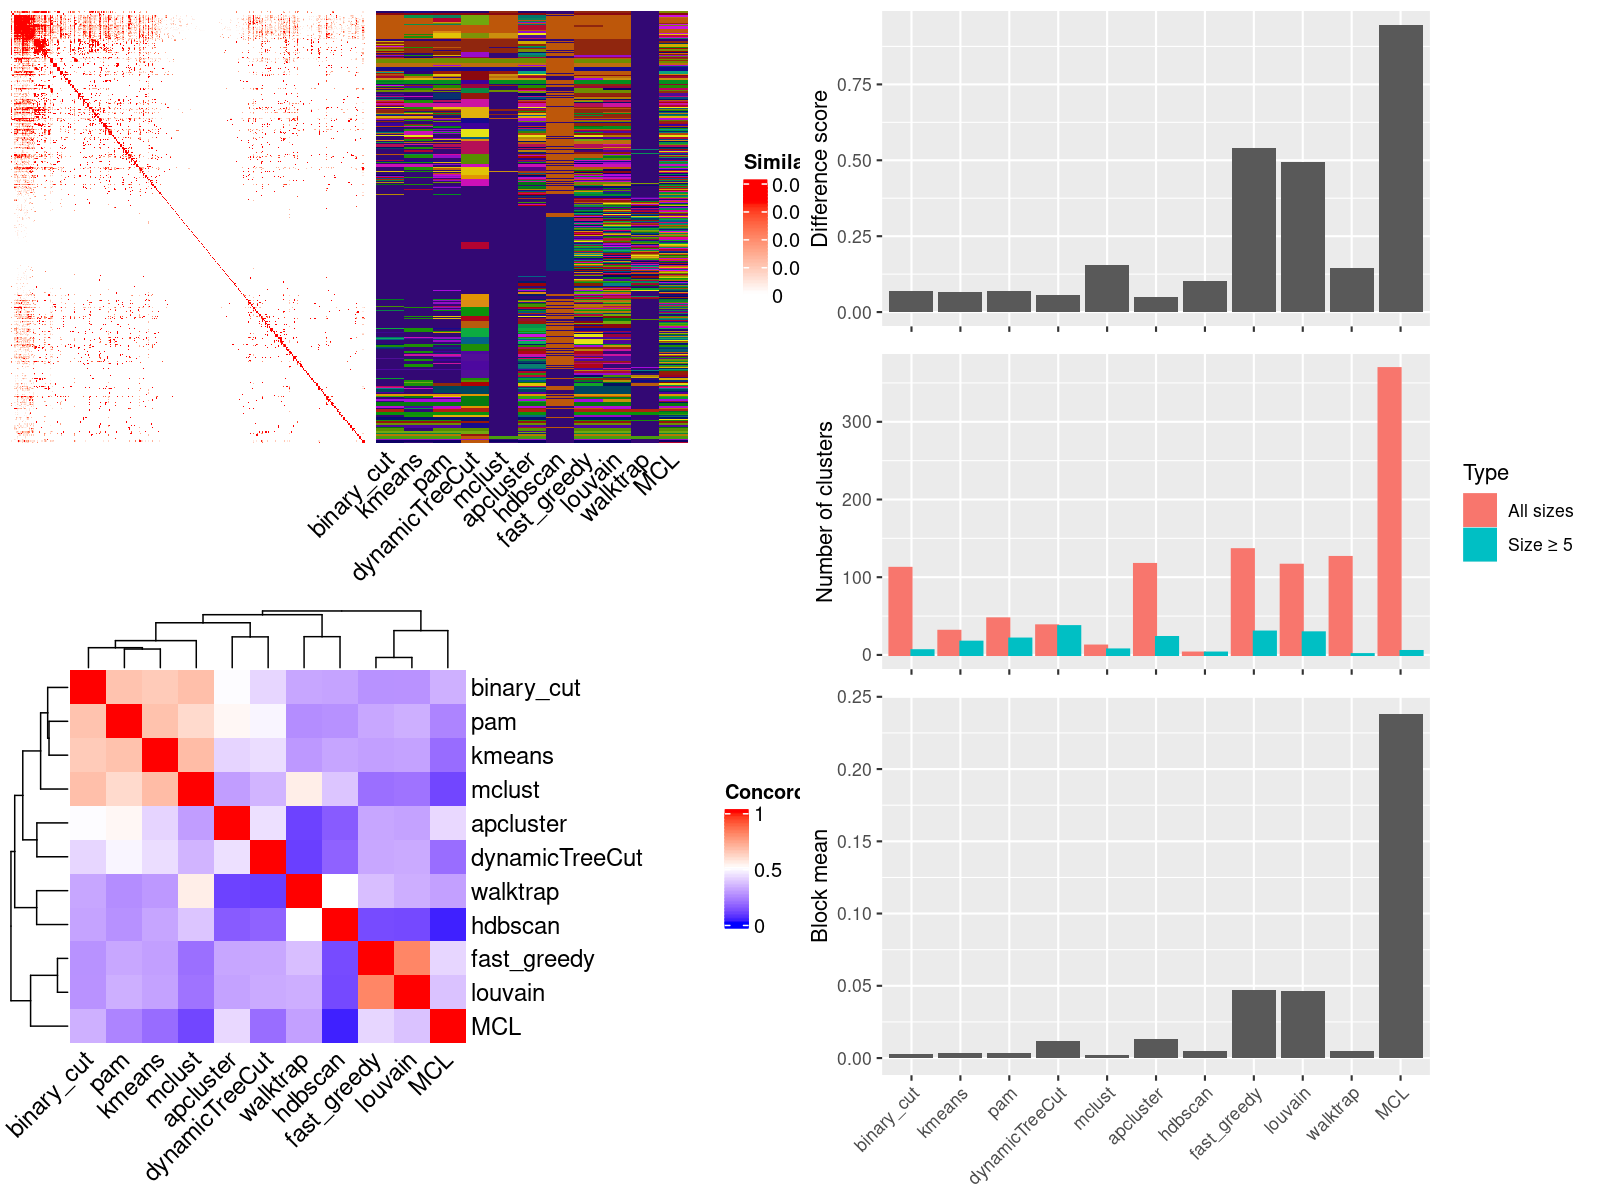 Simila
0.0
0.0
0.0
0.0
0
binary_cut
kmeans
pam
dynamicTreeCut
mclust
apcluster
hdbscan
fast_greedy
louvain
walktrap
MCL
binary_cut
pam
kmeans
mclust
apcluster
dynamicTreeCut
walktrap
hdbscan
fast_greedy
louvain
MCL
binary_cut
pam
kmeans
mclust
apcluster
dynamicTreeCut
walktrap
hdbscan
fast_greedy
louvain
MCL
Concord
1
0.5
0
Difference score
0.75
0.50
0.25
0.00
Number of clusters
300
200
100
0
Type
All sizes
Size ≥ 5
Block mean
0.25
0.20
0.15
0.10
0.05
0.00
binary_cut
kmeans
pam
dynamicTreeCut
mclust
apcluster
hdbscan
fast_greedy
louvain
walktrap
MCL